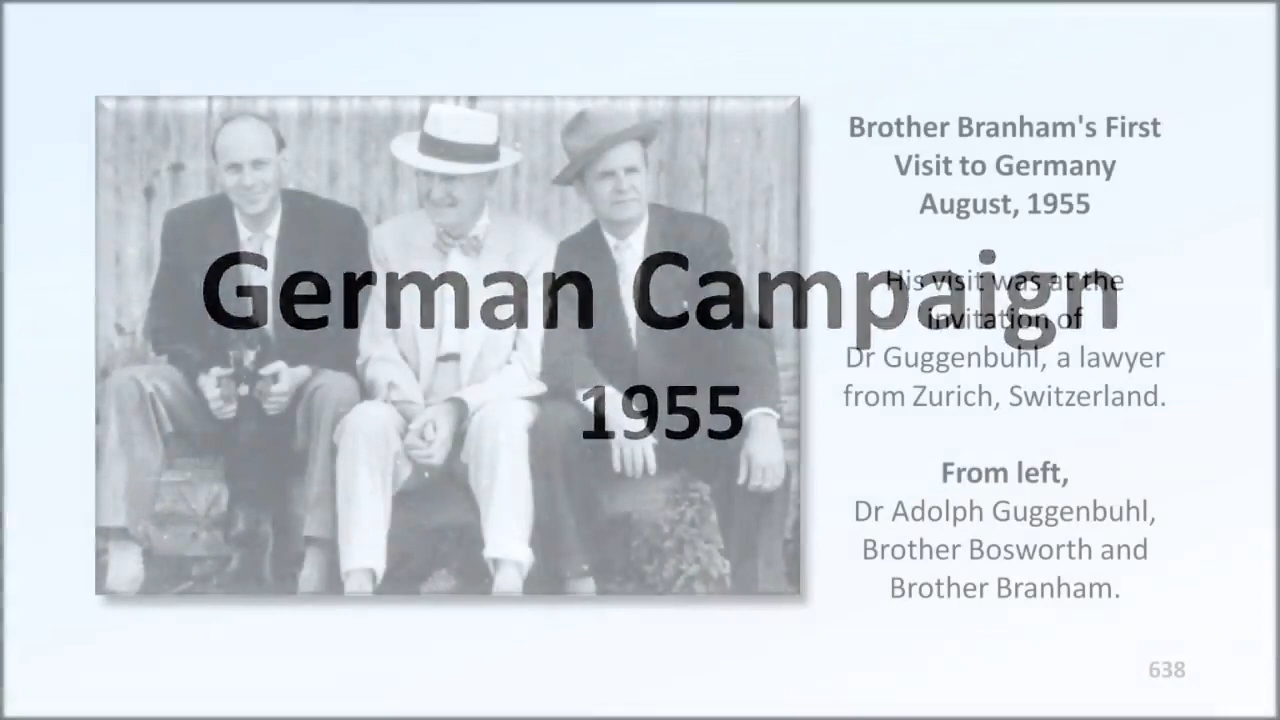 German Campaign
1955
Brother Branham's First
Visit to Germany
August, 1955
His visit was at the
invitation of
Dr Guggenbuhl, a lawyer
from Zurich, Switzerland.
From left,
Dr Adolph Guggenbuhl,
Brother Bosworth and
Brother Branham.
638